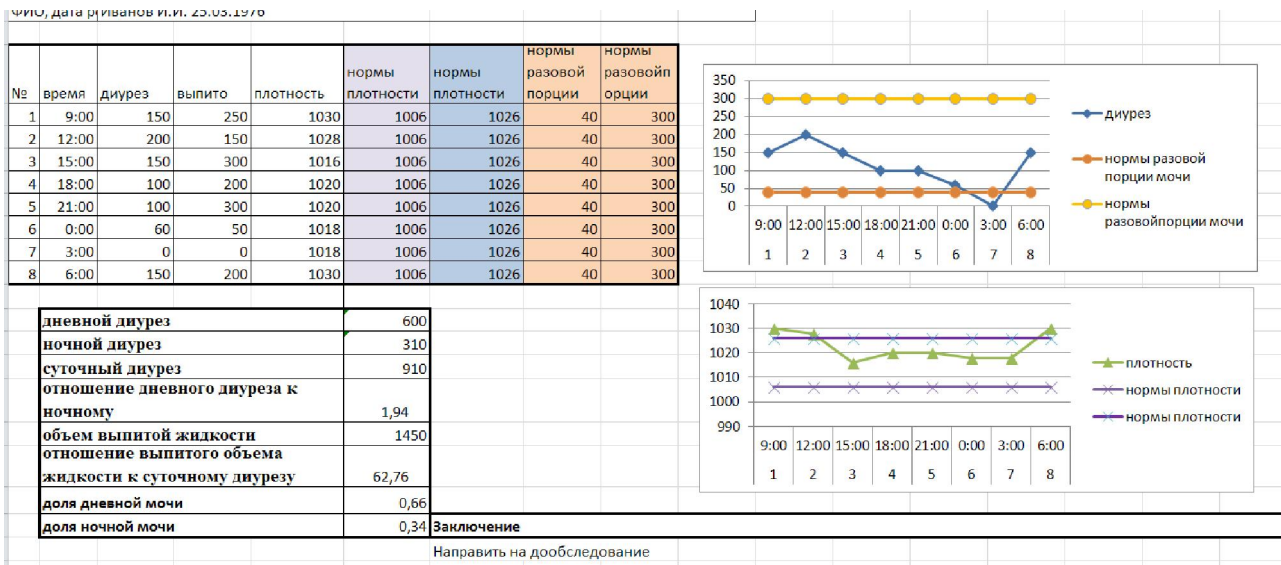 ФИО, дата р Иванов И.И. 25.03.1976
№ время диурез выпито плотность нормы плотности нормы плотности нормы разовой порции нормы разовойп орции
1 9:00 150 250 1030 1006 1026 40 300
2 12:00 200 150 1028 1006 1026 40 300
3 15:00 150 300 1016 1006 1026 40 300
4 18:00 100 200 1020 1006 1026 40 300
5 21:00 100 300 1020 1006 1026 40 300
6 0:00 60 50 1018 1006 1026 40 300
7 3:00 0 0 1018 1006 1026 40 300
8 6:00 150 200 1030 1006 1026 40 300
350
300
250
200
150
100
50
0
9:00 12:00 15:00 18:00 21:00 0:00 3:00 6:00
1 2 3 4 5 6 7 8
диурез
нормы разовой
порции мочи
нормы
разовойпорции мочи
дневной диурез 600
ночной диурез 310
суточный диурез 910
отношение дневного диуреза к
ночному 1,94
объем выпитой жидкости 1450
отношение выпитого объема
жидкости к суточному диурезу 62,76
доля дневной мочи 0,66
доля ночной мочи 0,34
1040
1030
1020
1010
1000
990
9:00 12:00 15:00 18:00 21:00 0:00 3:00 6:00
1 2 3 4 5 6 7 8
плотность
нормы плотности
нормы плотности
Заключение
Направить на дообследование